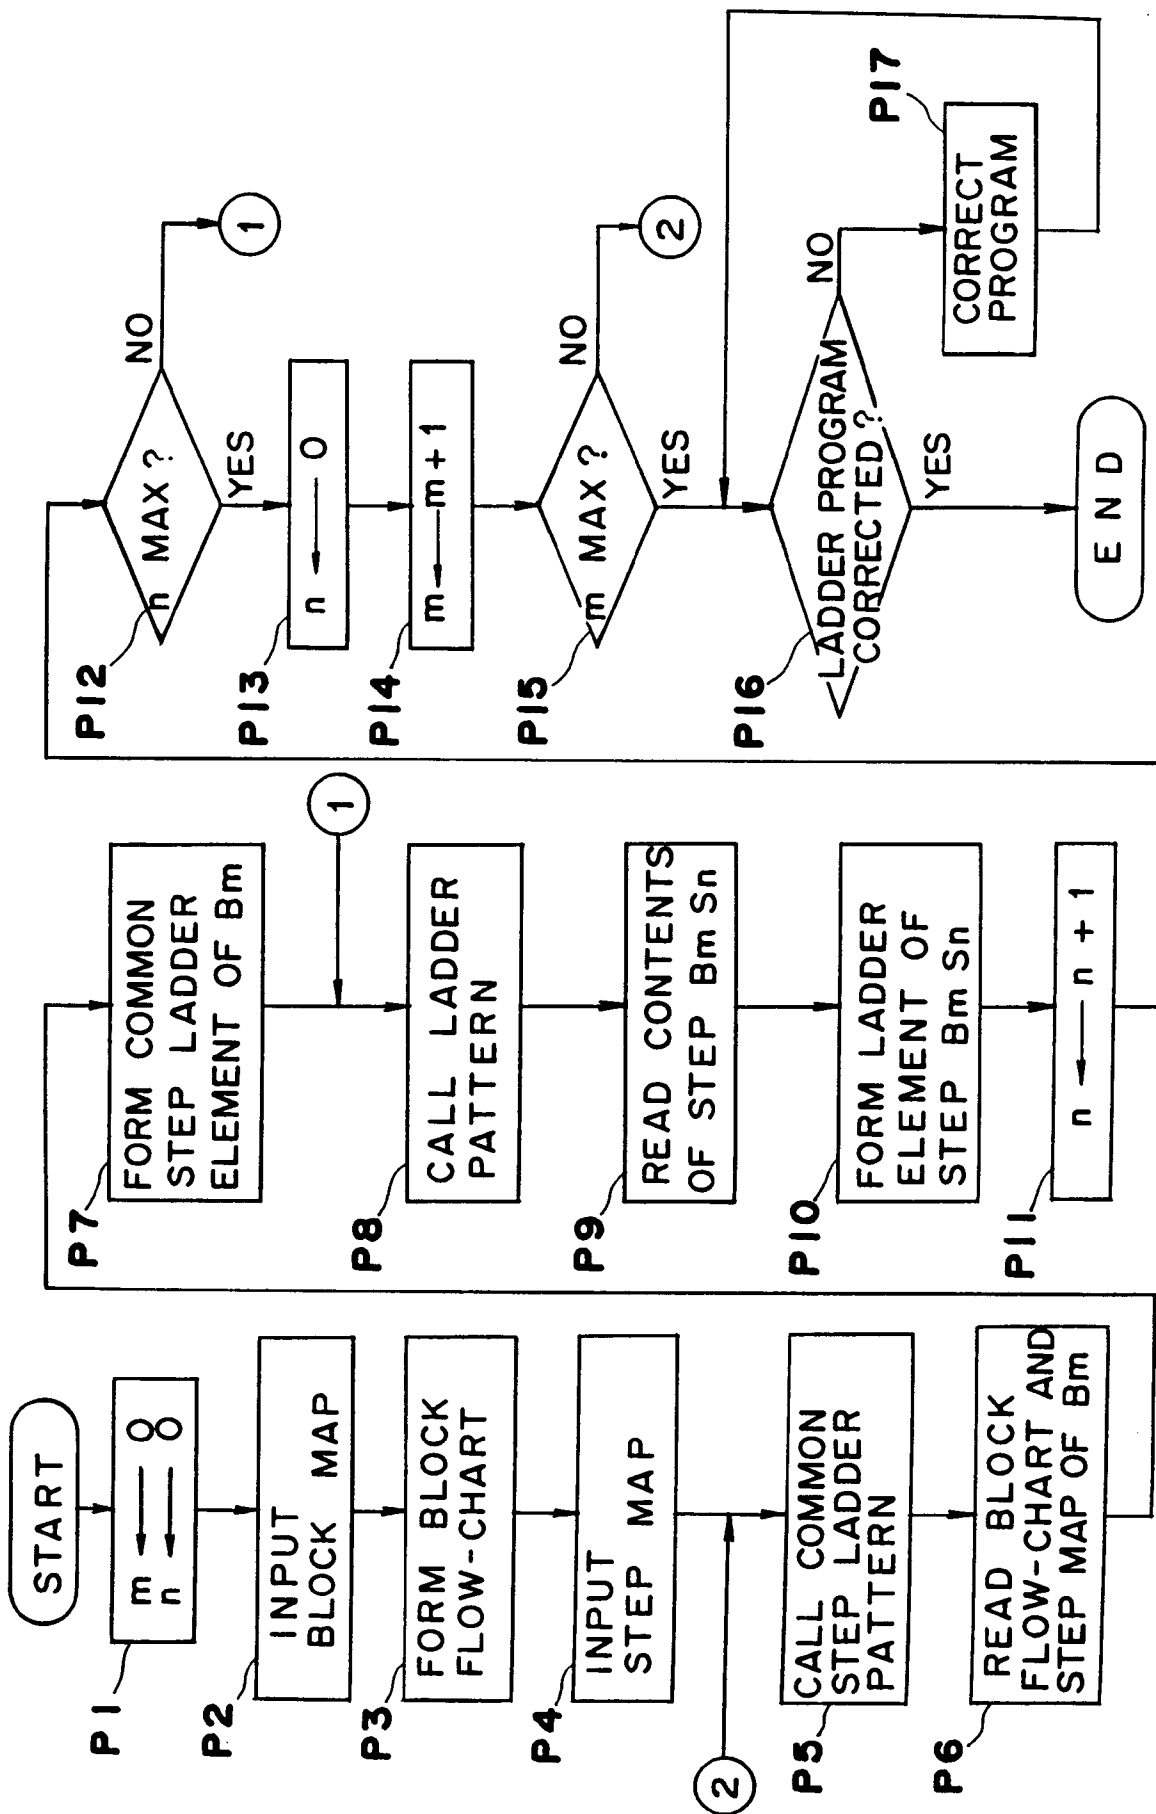 START
P1
m ← 0
n ← 0
P2
INPUT
BLOCK MAP
P3
FORM BLOCK
FLOW-CHART
P4
INPUT
STEP MAP
2
P5
CALL COMMON
STEP LADDER
PATTERN
P6
READ BLOCK
FLOW-CHART AND
STEP MAP OF Bm
P7
FORM COMMON
STEP LADDER
ELEMENT OF Bm
1
P8
CALL LADDER
PATTERN
P9
READ CONTENTS
OF STEP Bm Sn
P10
FORM LADDER
ELEMENT OF
STEP Bm Sn
P11
n ← n + 1
P12
n MAX?
NO
1
YES
P13
n ← 0
P14
m ← m + 1
P15
m MAX?
NO
2
YES
P16
LADDER PROGRAM
CORRECTED?
NO
P17
CORRECT
PROGRAM
YES
END